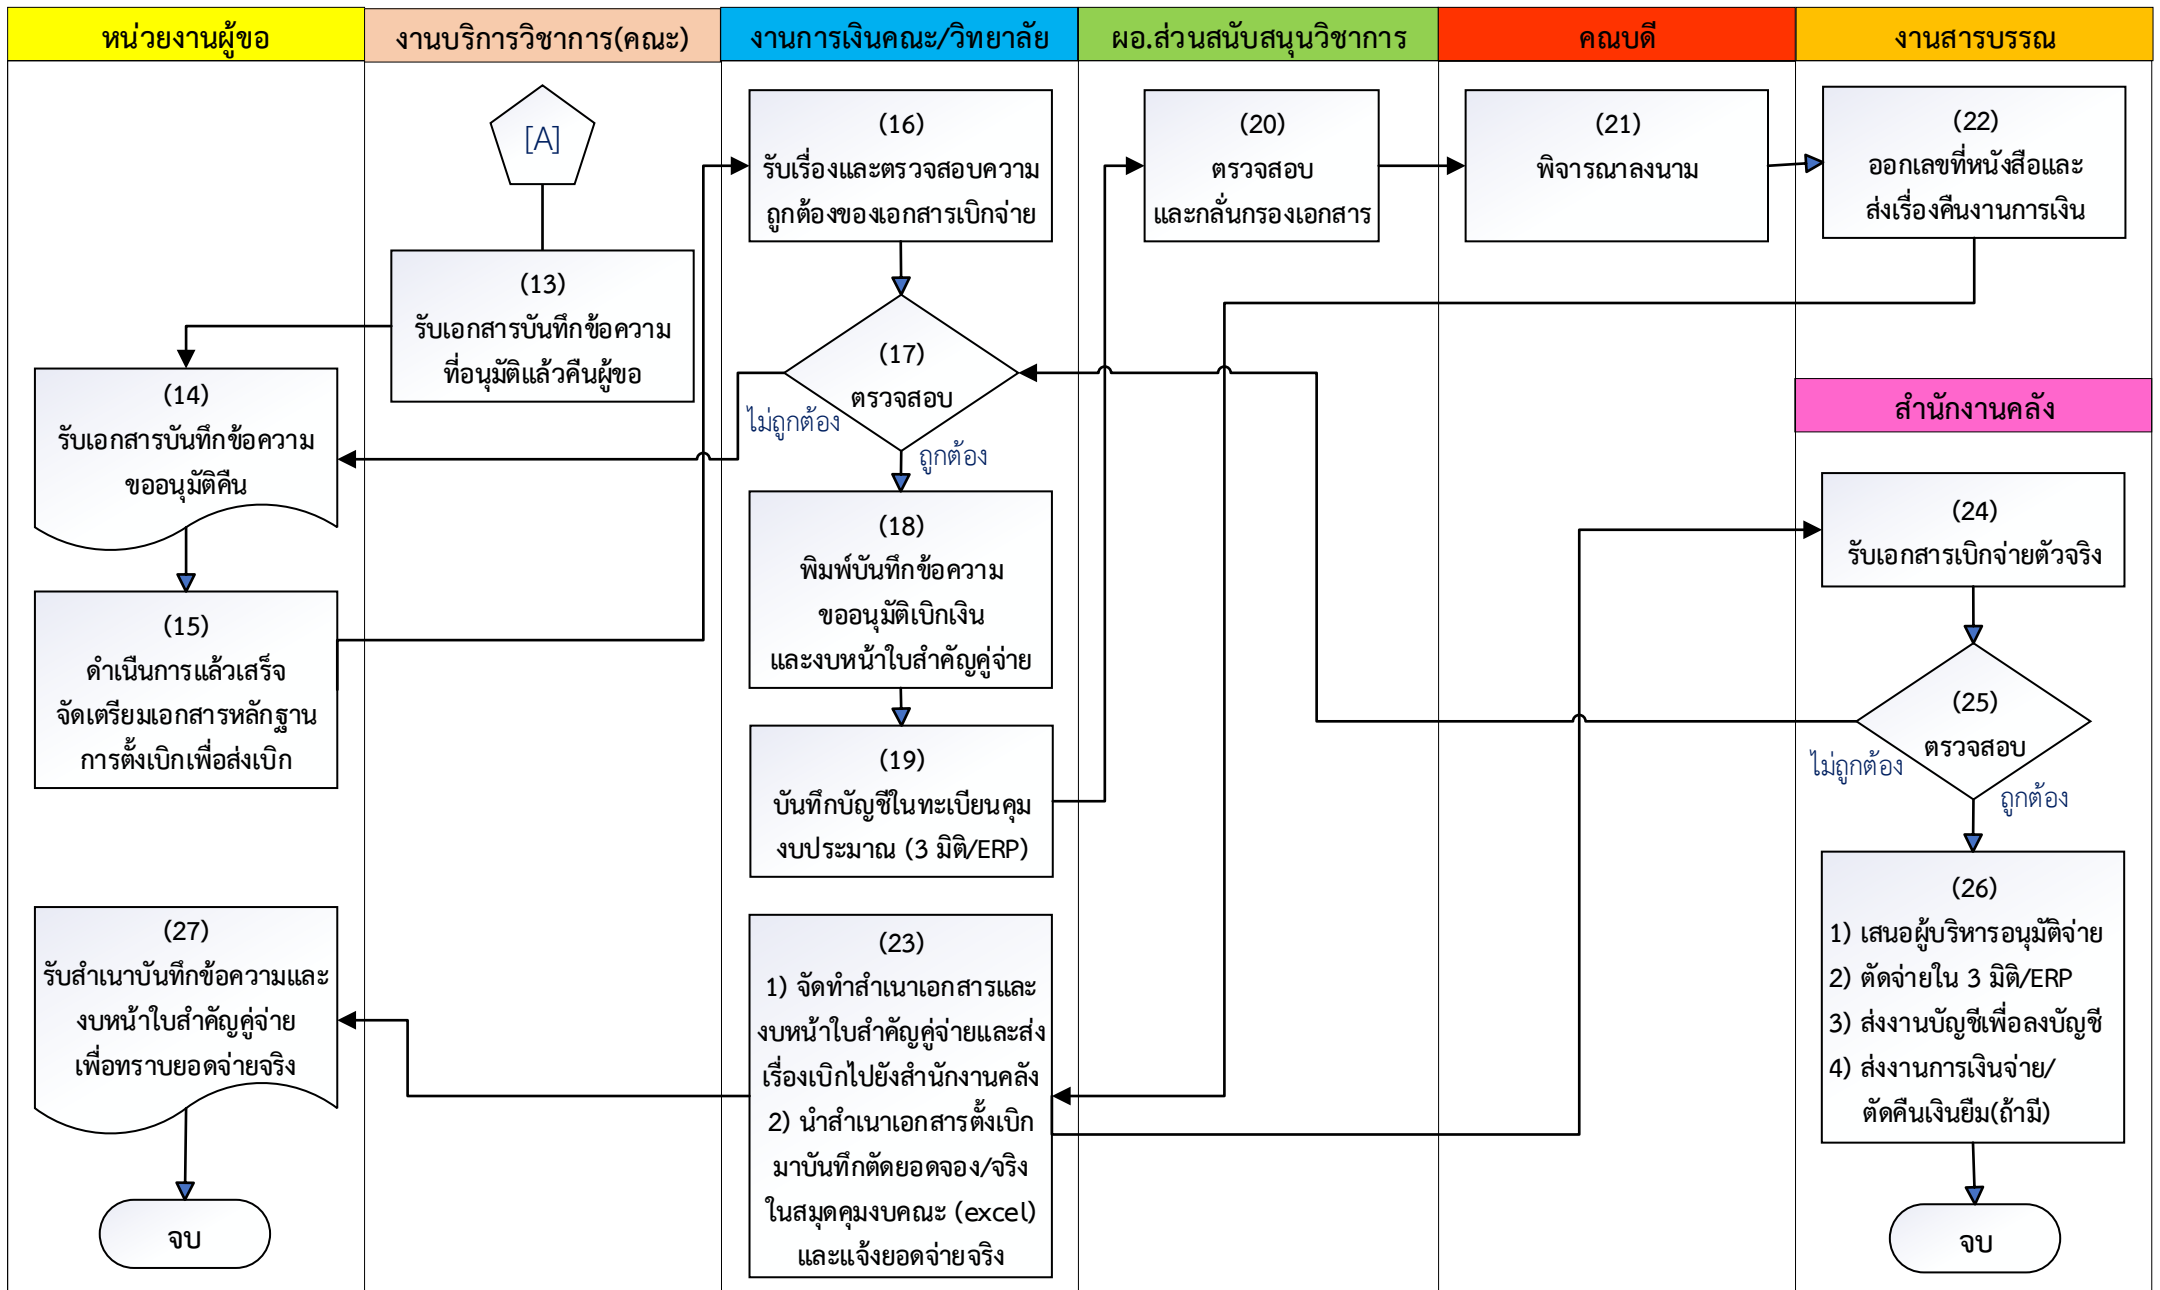 หน่วยงานผู้ขอ
งานบริการวิชาการ(คณะ)
งานการเงินคณะ/วิทยาลัย
ผอ.ส่วนสนับสนุนวิชาการ
คณบดี
งานสารบรรณ
[A]
(13)
รับเอกสารบันทึกข้อความ
ที่อนุมัติแล้วคืนผู้ขอ
(14)
รับเอกสารบันทึกข้อความ
ขออนุมัติคืน
(15)
ดำเนินการแล้วเสร็จ
จัดเตรียมเอกสารหลักฐาน
การตั้งเบิกเพื่อส่งเบิก
(16)
รับเรื่องและตรวจสอบความ
ถูกต้องของเอกสารเบิกจ่าย
(17)
ตรวจสอบ
ไม่ถูกต้อง
ถูกต้อง
(18)
พิมพ์บันทึกข้อความ
ขออนุมัติเบิกเงิน
และงบหน้าใบสำคัญคู่จ่าย
(19)
บันทึกบัญชีในทะเบียนคุม
งบประมาณ (3 มิติ/ERP)
(20)
ตรวจสอบ
และกลั่นกรองเอกสาร
(21)
พิจารณาลงนาม
(22)
ออกเลขที่หนังสือและ
ส่งเรื่องคืนงานการเงิน
(23)
1) จัดทำสำเนาเอกสารและ
งบหน้าใบสำคัญคู่จ่ายและส่ง
เรื่องเบิกไปยังสำนักงานคลัง
2) นำสำเนาเอกสารตั้งเบิก
มาบันทึกตัดยอดจอง/จริง
ในสมุดคุมงบคณะ (excel)
และแจ้งยอดจ่ายจริง
สำนักงานคลัง
(24)
รับเอกสารเบิกจ่ายตัวจริง
(25)
ตรวจสอบ
ไม่ถูกต้อง
ถูกต้อง
(26)
1) เสนอผู้บริหารอนุมัติจ่าย
2) ตัดจ่ายใน 3 มิติ/ERP
3) ส่งงานบัญชีเพื่อลงบัญชี
4) ส่งงานการเงินจ่าย/
ตัดคืนเงินยืม(ถ้ามี)
จบ
(27)
รับสำเนาบันทึกข้อความและ
งบหน้าใบสำคัญคู่จ่าย
เพื่อทราบยอดจ่ายจริง
จบ